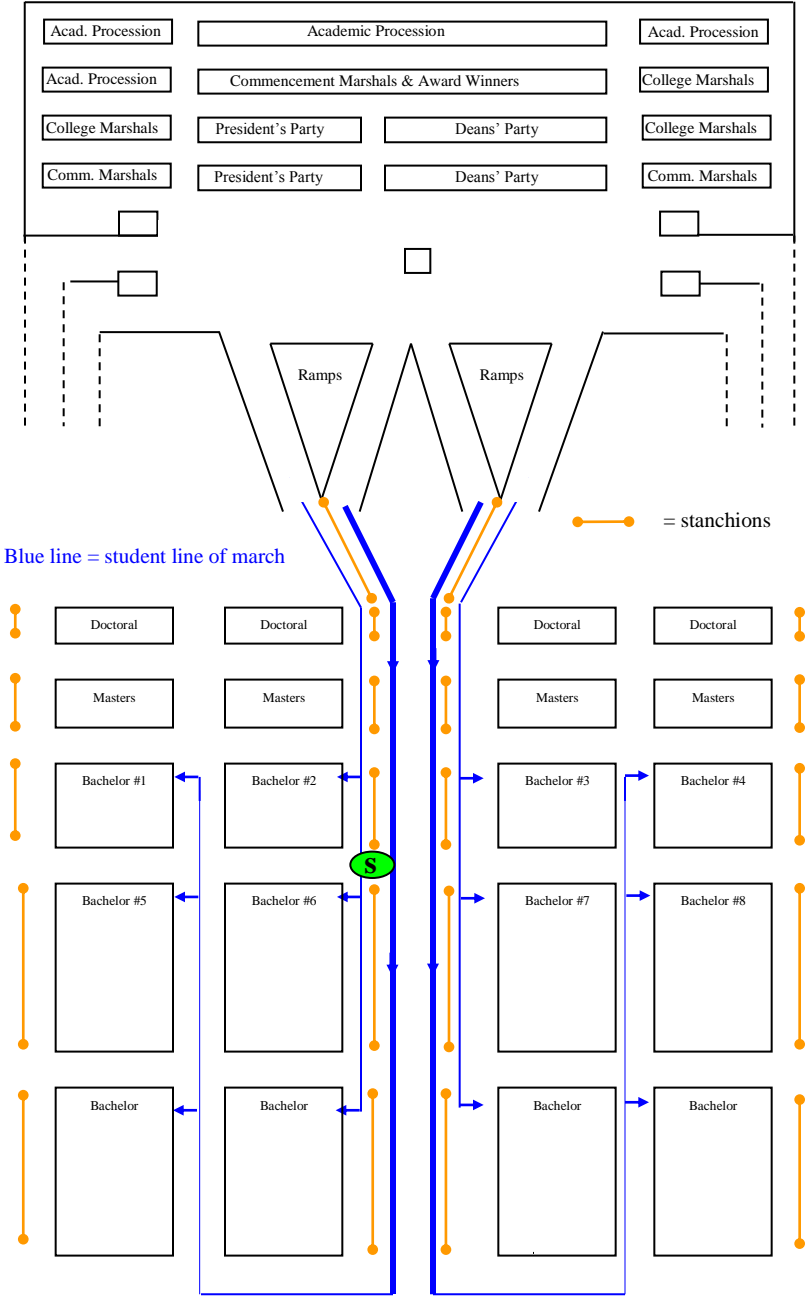 Acad. Procession
Academic Procession
Acad. Procession
Acad. Procession
Commencement Marshals & Award Winners
College Marshals
College Marshals
President's Party
Deans' Party
College Marshals
Comm. Marshals
President's Party
Deans' Party
Comm. Marshals
Ramps
Ramps
= stanchions
Blue line = student line of march
Doctoral
Doctoral
Doctoral
Doctoral
Masters
Masters
Masters
Masters
Bachelor #1
Bachelor #2
Bachelor #3
Bachelor #4
S
Bachelor #5
Bachelor #6
Bachelor #7
Bachelor #8
Bachelor
Bachelor
Bachelor
Bachelor